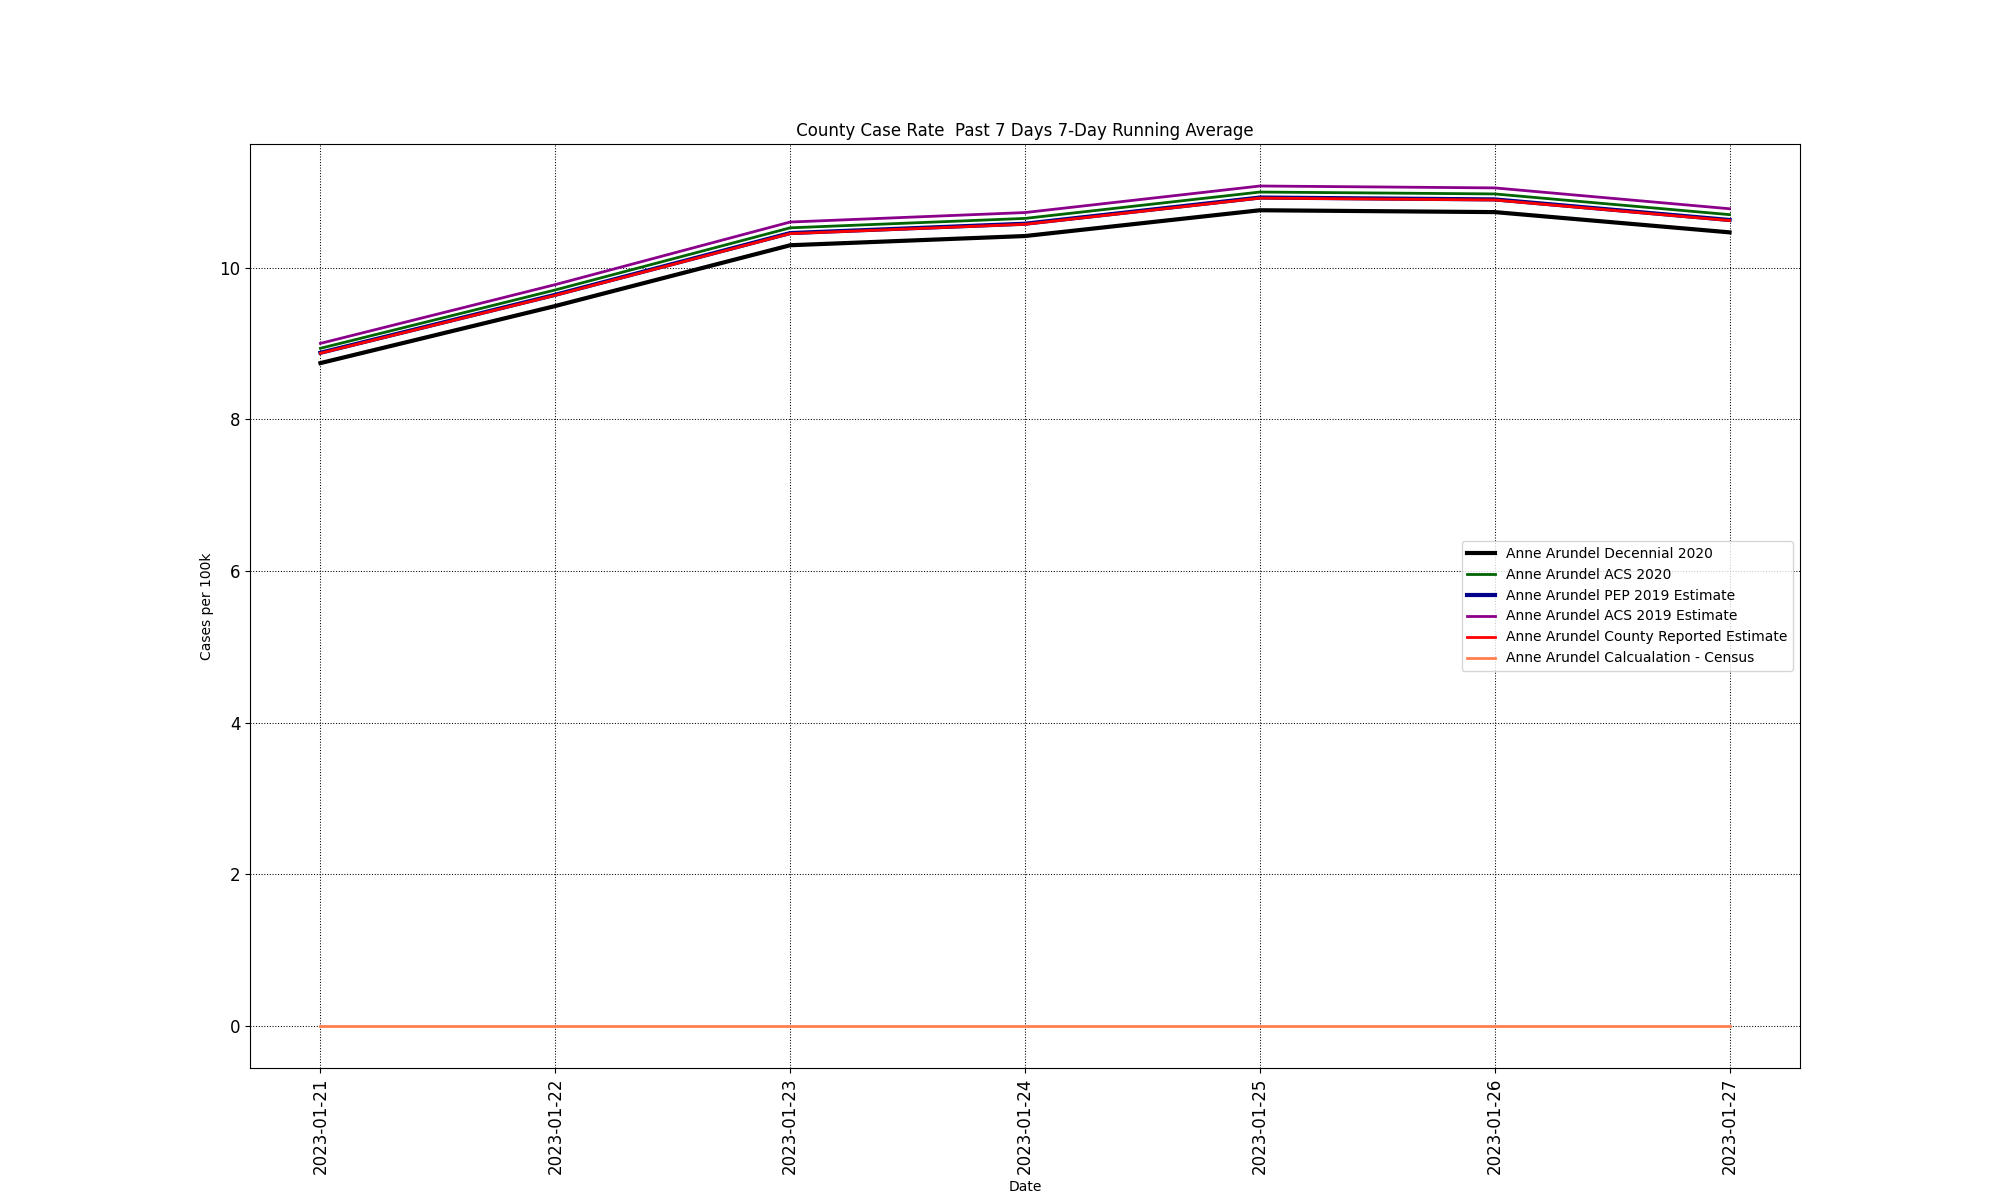 County Case Rate  Past 7 Days 7-Day Running Average
Cases per 100k
10
8
6
4
2
0
Anne Arundel Decennial 2020
Anne Arundel ACS 2020
Anne Arundel PEP 2019 Estimate
Anne Arundel ACS 2019 Estimate
Anne Arundel County Reported Estimate
Anne Arundel Calcualation - Census
2023-01-21
2023-01-22
2023-01-23
2023-01-24
2023-01-25
2023-01-26
2023-01-27
Date